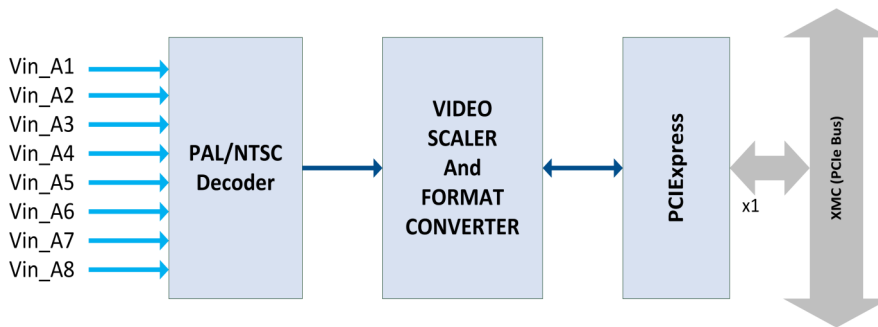 Vin_A1
Vin_A2
Vin_A3
Vin_A4
Vin_A5
Vin_A6
Vin_A7
Vin_A8
PAL/NTSC
Decoder
VIDEO
SCALER
And
FORMAT
CONVERTER
PCIExpress
x1
XMC (PCIe Bus)